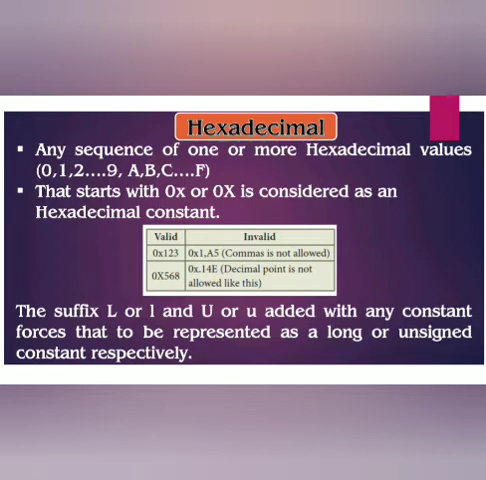 Hexadecimal
▪ Any sequence of one or more Hexadecimal values
(0,1,2....9, A,B,C....F)
▪ That starts with 0x or 0X is considered as an
Hexadecimal constant.
Valid Invalid
0x123 0x1,A5 (Commas is not allowed)
0X568 0x.14E (Decimal point is not
allowed like this)
The suffix L or l and U or u added with any constant
forces that to be represented as a long or unsigned
constant respectively.